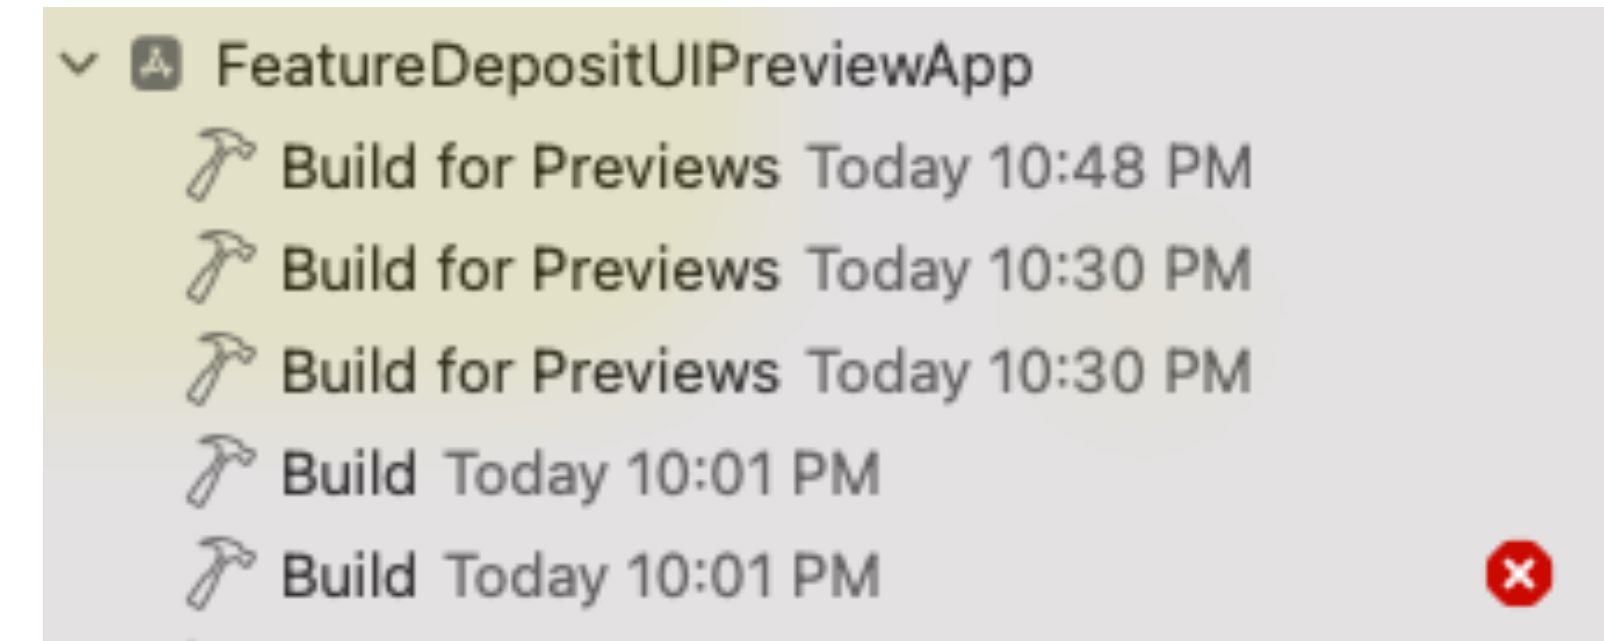 FeatureDepositUIPreviewApp
Build for Previews Today 10:48 PM
Build for Previews Today 10:30 PM
Build for Previews Today 10:30 PM
Build Today 10:01 PM
Build Today 10:01 PM